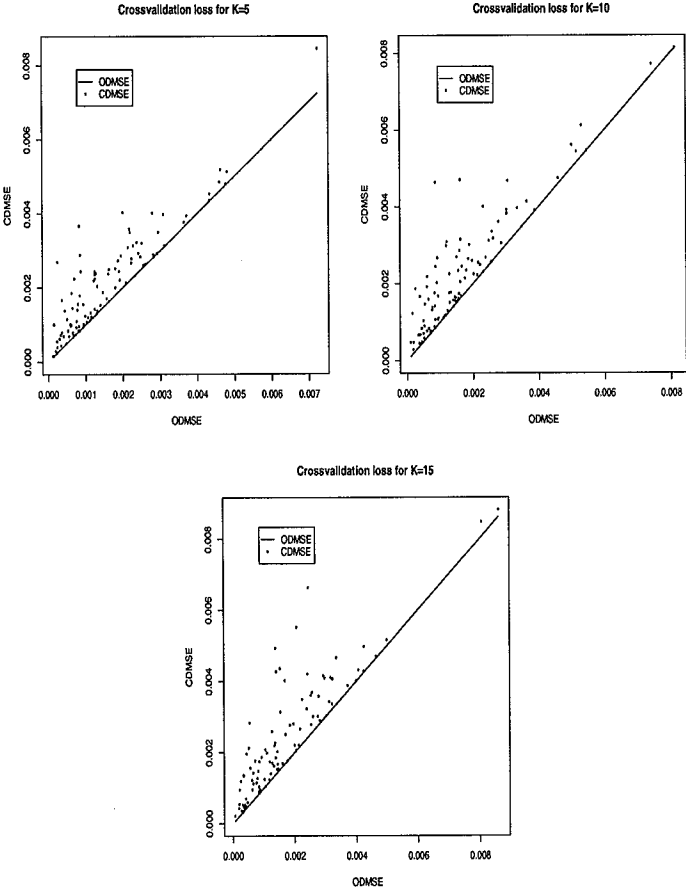 Crossvalidation loss for K=5
ODMSE
CDMSE
CDMSE
0.008
0.006
0.004
0.002
0.000
0.000 0.001 0.002 0.003 0.004 0.005 0.006 0.007
ODMSE
Crossvalidation loss for K=10
ODMSE
CDMSE
CDMSE
0.008
0.006
0.004
0.002
0.000
0.000 0.002 0.004 0.006 0.008
ODMSE
Crossvalidation loss for K=15
ODMSE
CDMSE
CDMSE
0.008
0.006
0.004
0.002
0.000
0.000 0.002 0.004 0.006 0.008
ODMSE